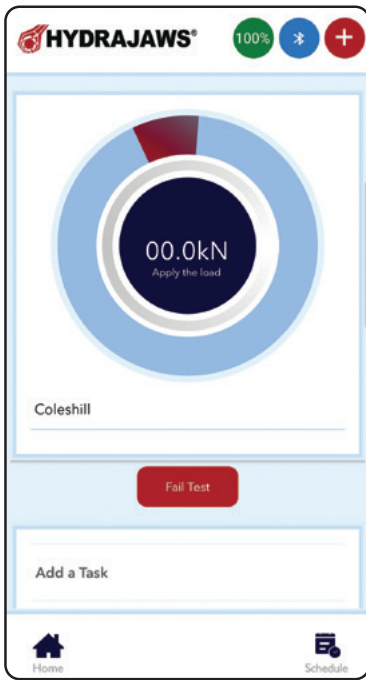 HYDRAJAWS®
100%
00.0kN
Apply the load
Coleshill
Fail Test
Add a Task
Home
Schedule